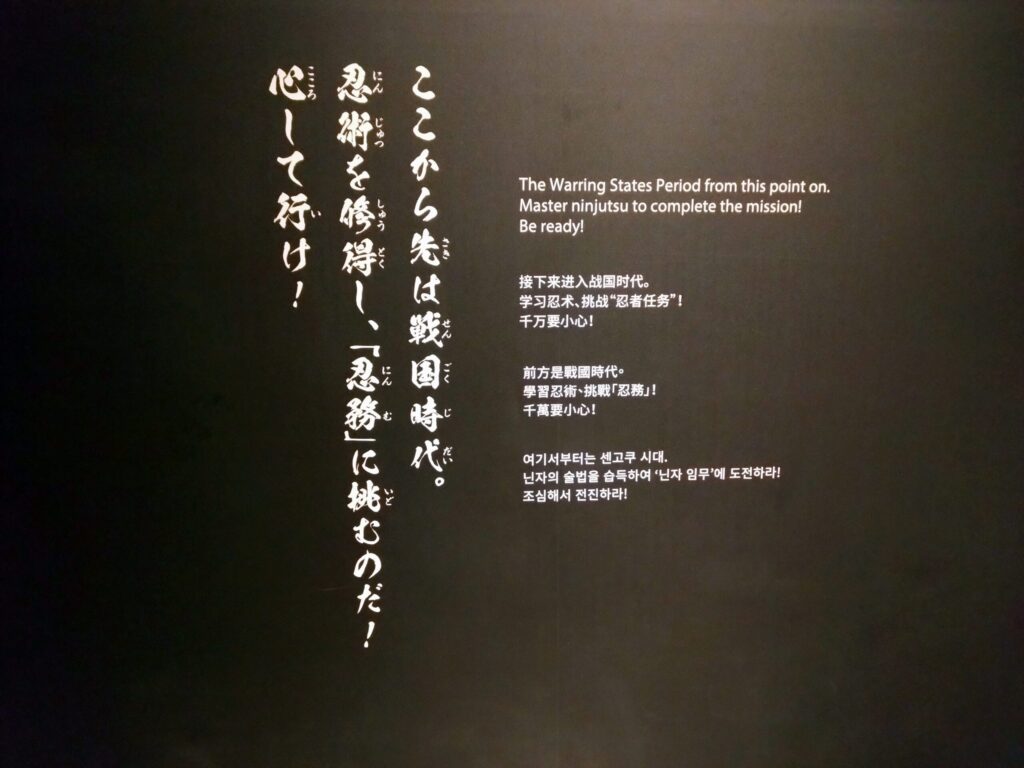 ここから先は戦国時代。
忍術を修得し、「忍務」に挑むのだ！
心して行け！
The Warring States Period from this point on.
Master ninjutsu to complete the mission!
Be ready!
接下来进入战国时代。
学习忍术、挑战“忍者任务”！
千万要小心！
前方是戰國時代。
學習忍術、挑戰「忍務」！
千萬要小心！
여기서부터는 센고쿠 시대.
닌자의 술법을 습득하여 ‘닌자 임무’에 도전하라!
조심해서 전진하라!